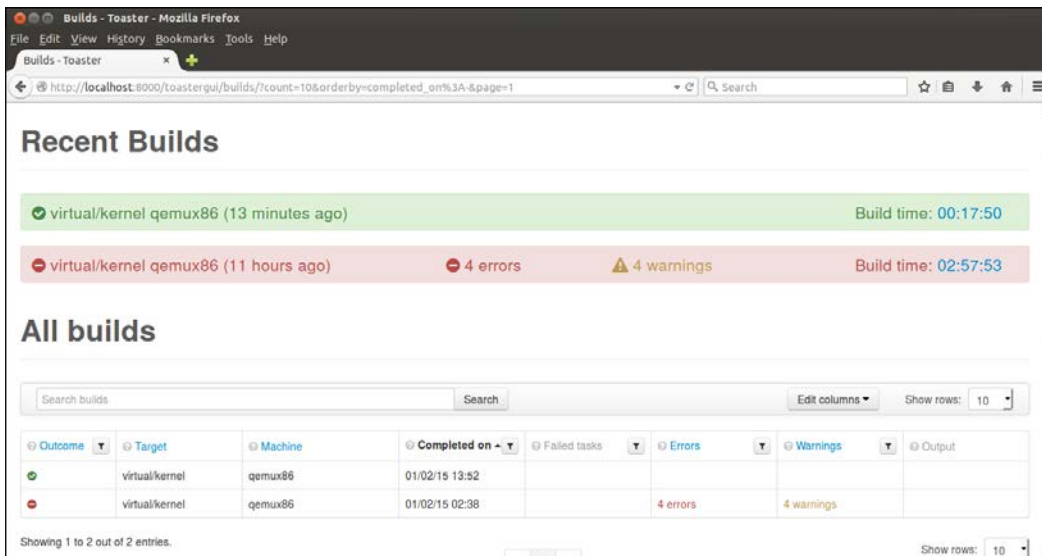 Builds - Toaster - Mozilla Firefox
File Edit View History Bookmarks Tools Help
Builds - Toaster
http://localhost:8000/toastergui/builds/?count=10&orderby=completed_on%3A-&page=1
Search
Recent Builds
virtual/kernel qemux86 (13 minutes ago) Build time: 00:17:50
virtual/kernel qemux86 (11 hours ago) 4 errors 4 warnings Build time: 02:57:53
All builds
Search builds Search Edit columns Show rows: 10
Outcome Target Machine Completed on Failed tasks Errors Warnings Output
virtual/kernel qemux86 01/02/15 13:52
virtual/kernel qemux86 01/02/15 02:38 4 errors 4 warnings
Showing 1 to 2 out of 2 entries.
Show rows: 10